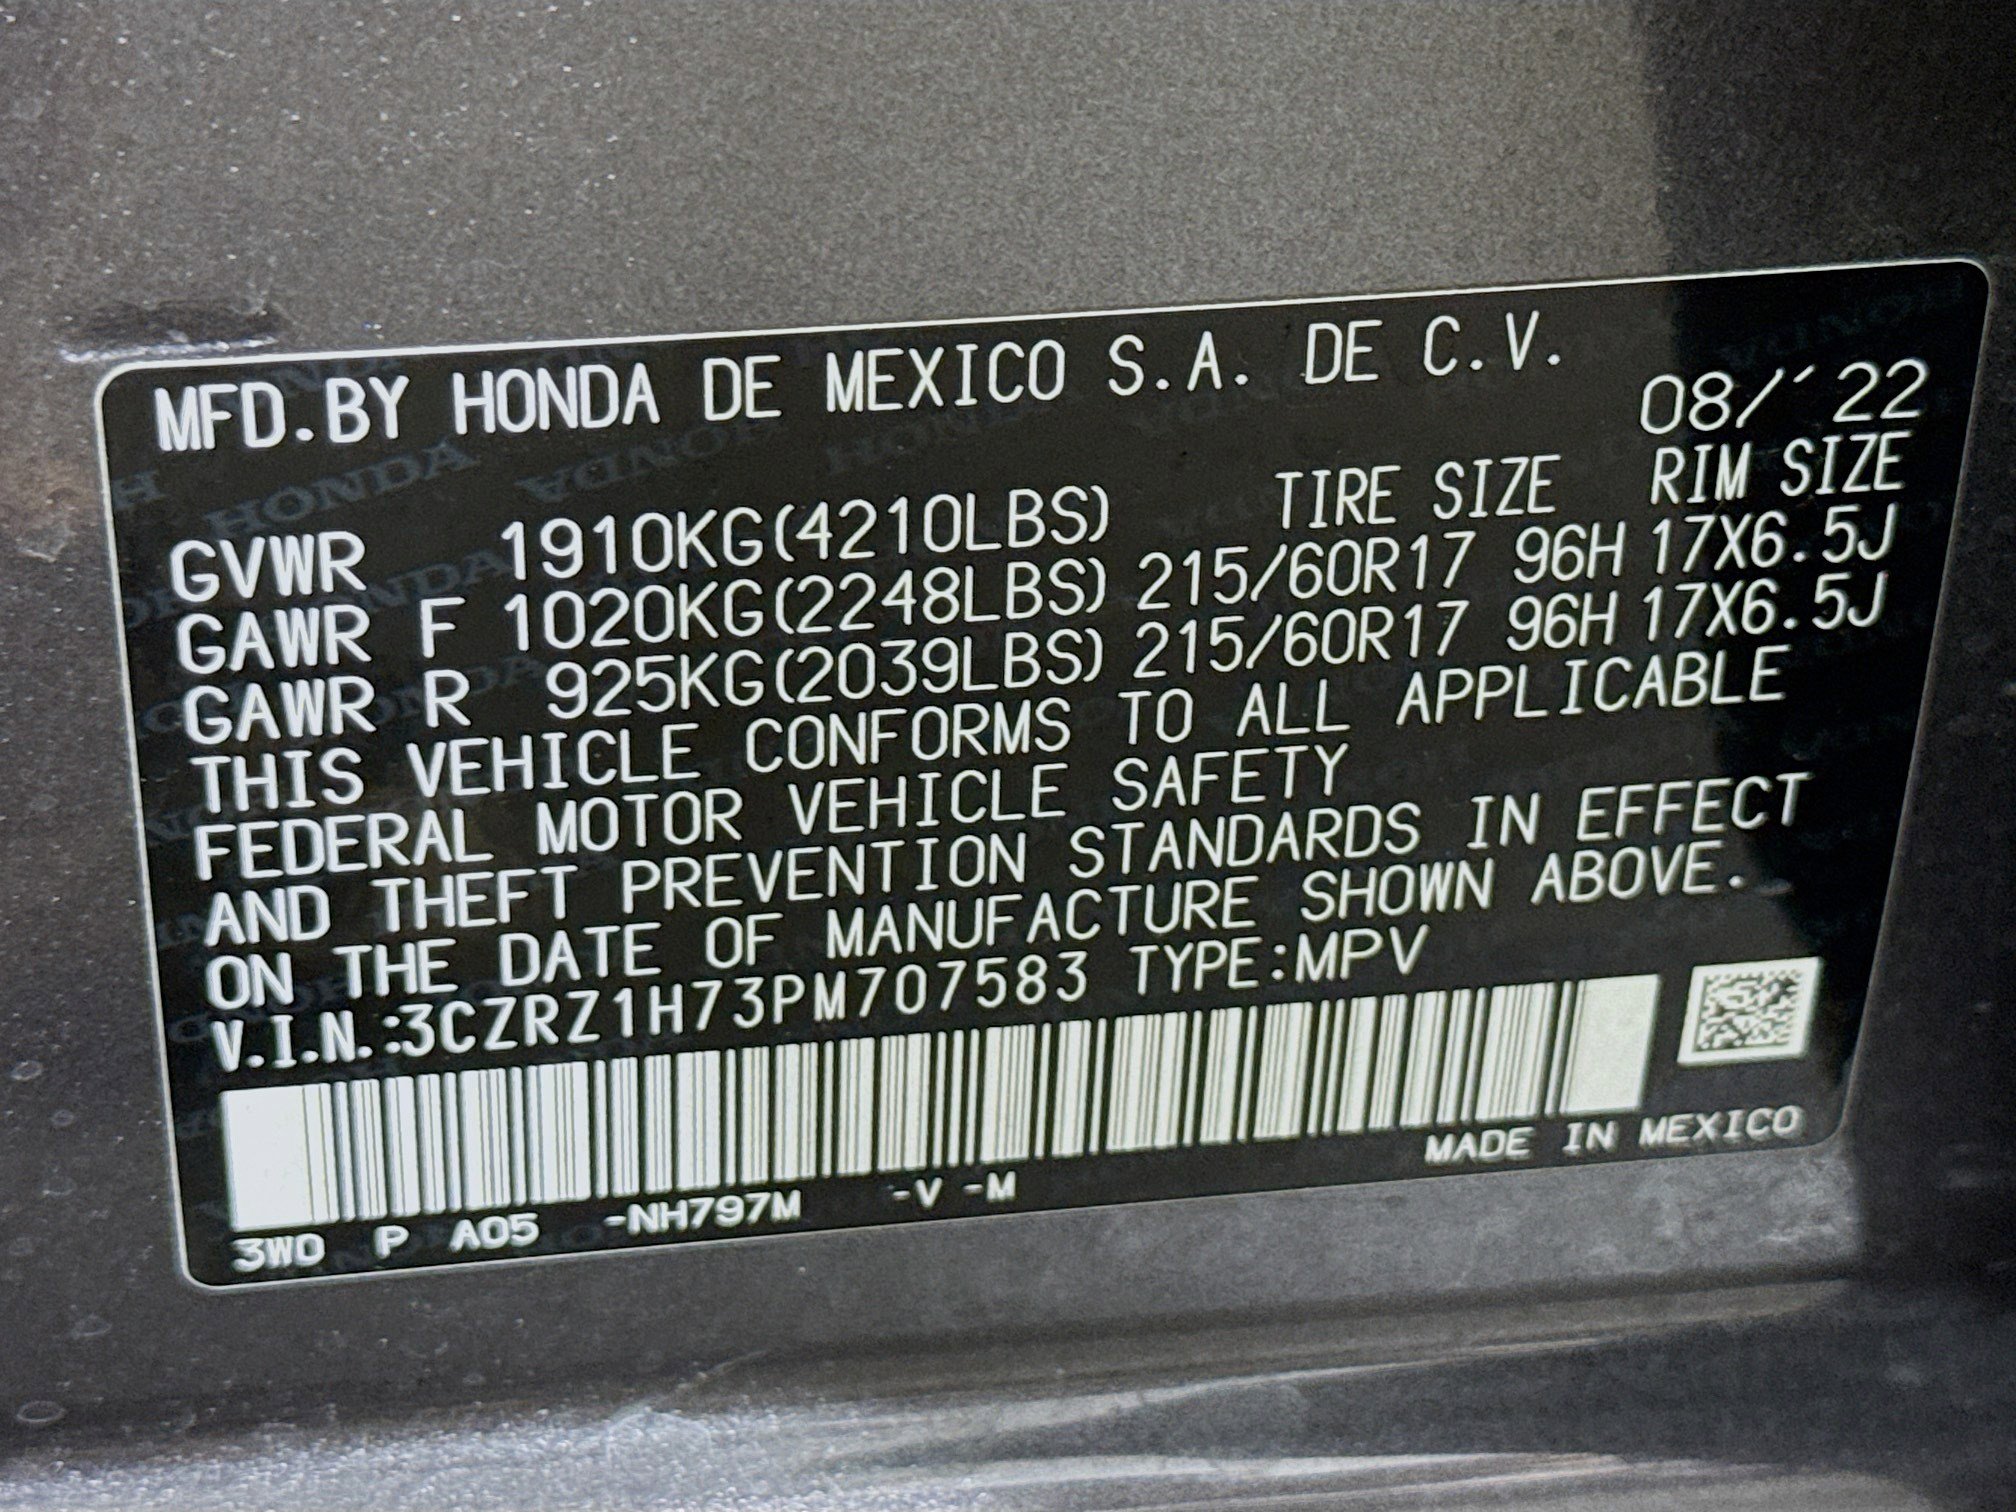 MFD.BY HONDA DE MEXICO S.A. DE C.V.
08/'22
TIRE SIZE RIM SIZE
GVWR 1910KG(4210LBS)
GAWR F 1020KG(2248LBS) 215/60R17 96H 17X6.5J
GAWR R 925KG(2039LBS) 215/60R17 96H 17X6.5J
THIS VEHICLE CONFORMS TO ALL APPLICABLE
FEDERAL MOTOR VEHICLE SAFETY
AND THEFT PREVENTION STANDARDS IN EFFECT
ON THE DATE OF MANUFACTURE SHOWN ABOVE.
V.I.N.:3CZRZ1H73PM707583 TYPE:MPV
MADE IN MEXICO
3W0 P A05 -NH797M -V -M